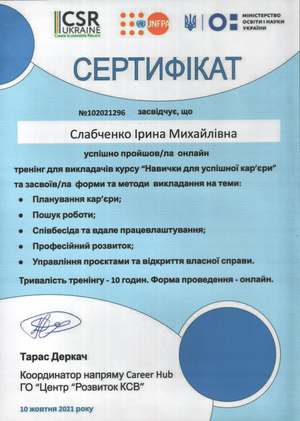 CSR
UKRAINE
Creating Sustainable Results
UNFPA
МІНІСТЕРСТВО
ОСВІТИ І НАУКИ
УКРАЇНИ
СЕРТИФІКАТ
№102021296 засвідчує, що
Слабченко Ірина Михайлівна
успішно пройшов/ла онлайн
тренінг для викладачів курсу “Навички для успішної кар’єри”
та засвоїв/ла форми та методи викладання на теми:
• Планування кар’єри;
• Пошук роботи;
• Співбесіда та вдале працевлаштування;
• Професійний розвиток;
• Управління проєктами та відкриття власної справи.
Тривалість тренінгу - 10 годин. Форма проведення - онлайн.
Тарас Деркач
Координатор напряму Career Hub
ГО “Центр “Розвиток КСВ”
10 жовтня 2021 року